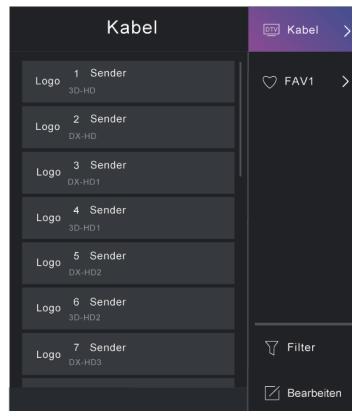 Kabel
Logo 1 Sender
3D-HD
Logo 2 Sender
DX-HD
Logo 3 Sender
DX-HD1
Logo 4 Sender
3D-HD1
Logo 5 Sender
DX-HD2
Logo 6 Sender
3D-HD2
Logo 7 Sender
DX-HD3
DTV Kabel
FAV1
Filter
Bearbeiten